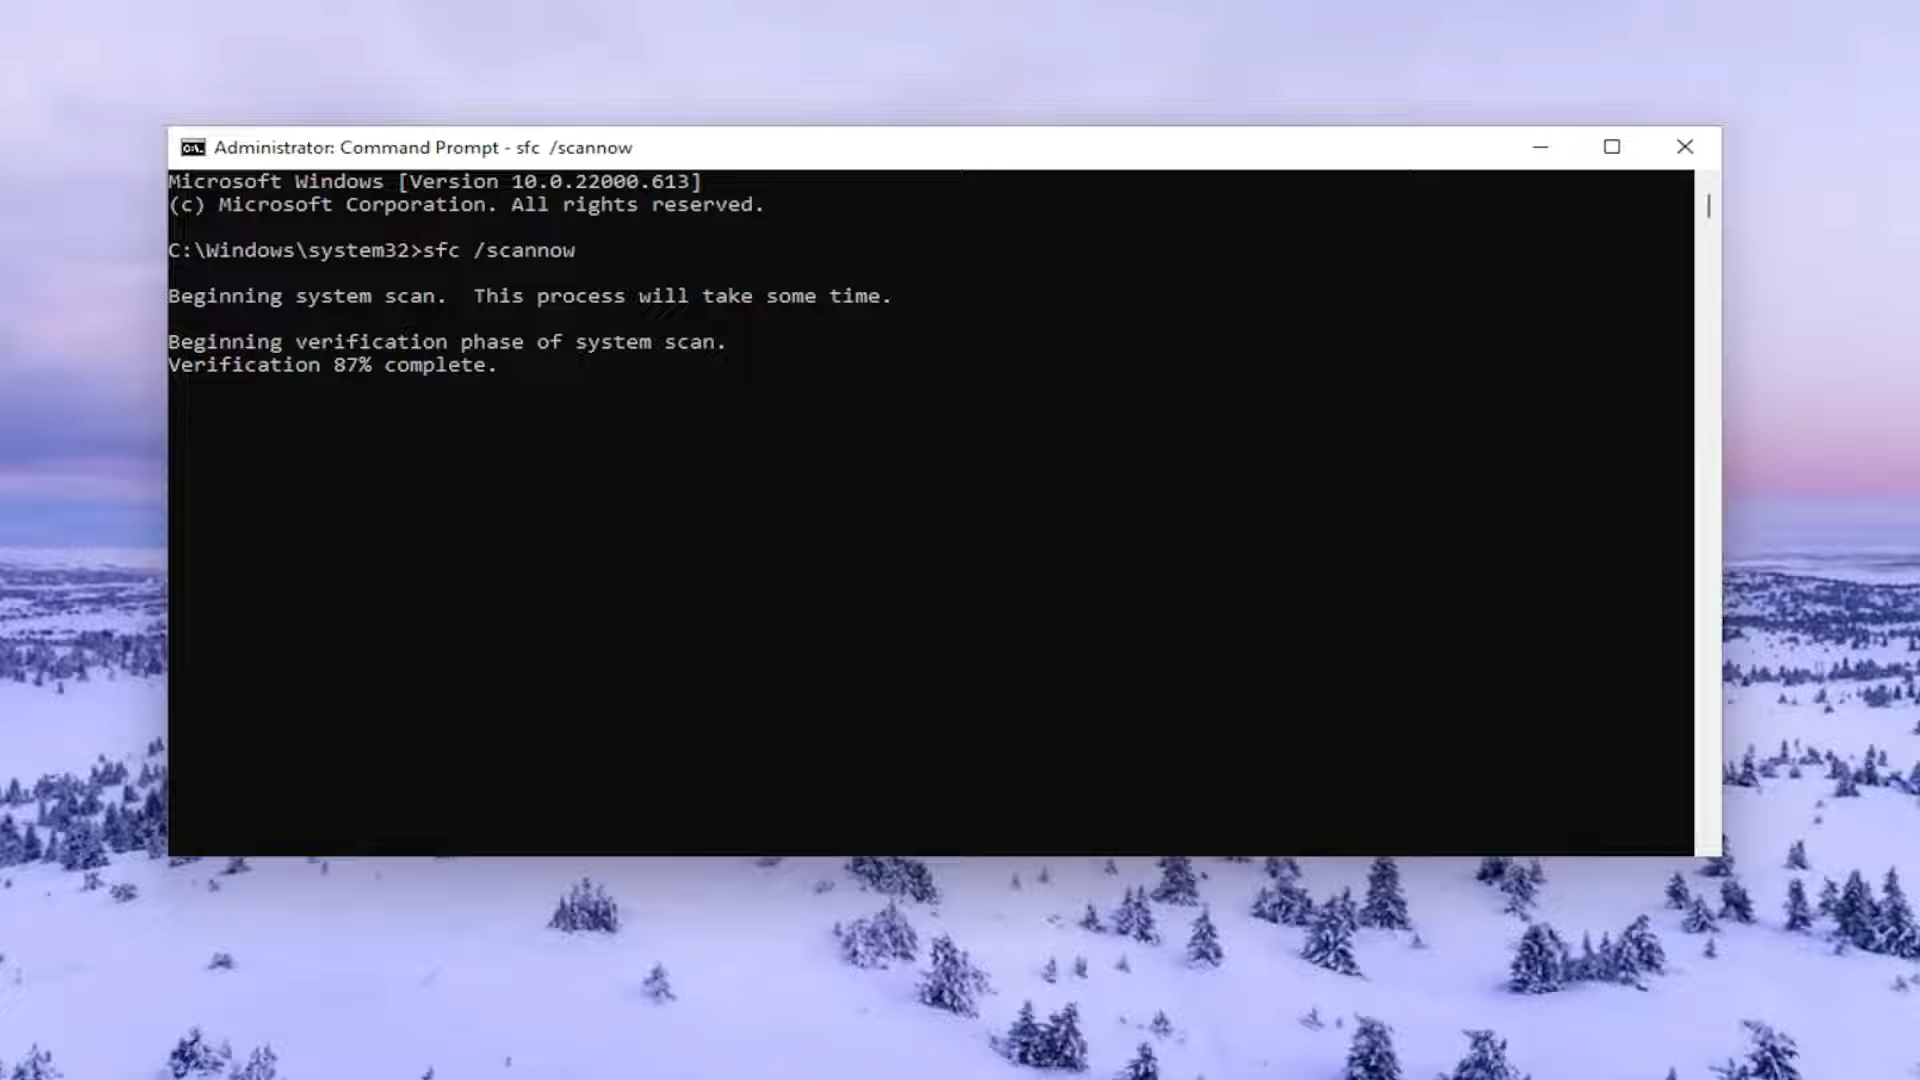 Administrator: Command Prompt - sfc  /scannow
Microsoft Windows [Version 10.0.22000.613]
(c) Microsoft Corporation. All rights reserved.
C:\Windows\system32>sfc /scannow
Beginning system scan.  This process will take some time.
Beginning verification phase of system scan.
Verification 87% complete.